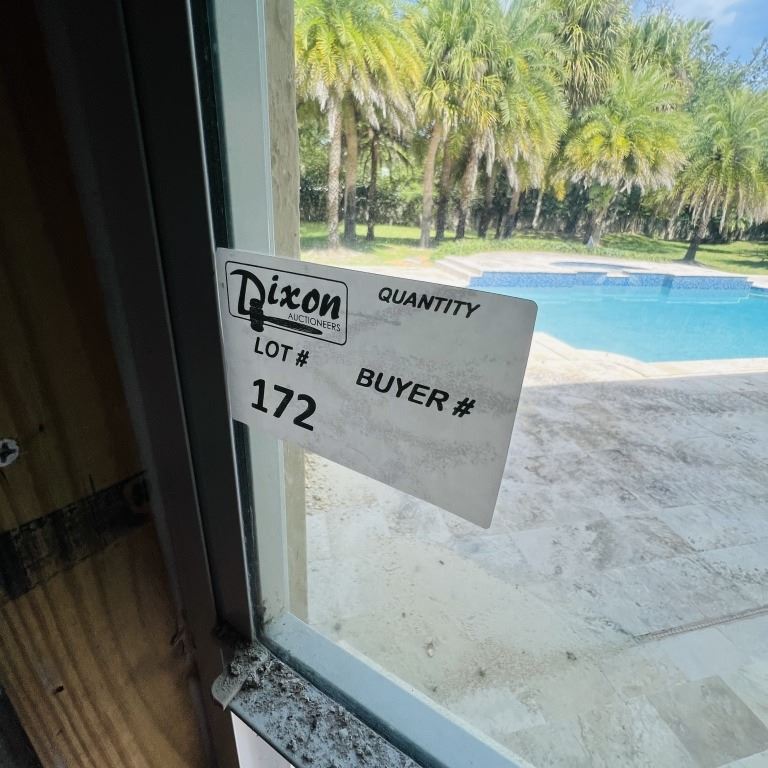 Dixon
AUCTIONEERS
QUANTITY
LOT #
172
BUYER #